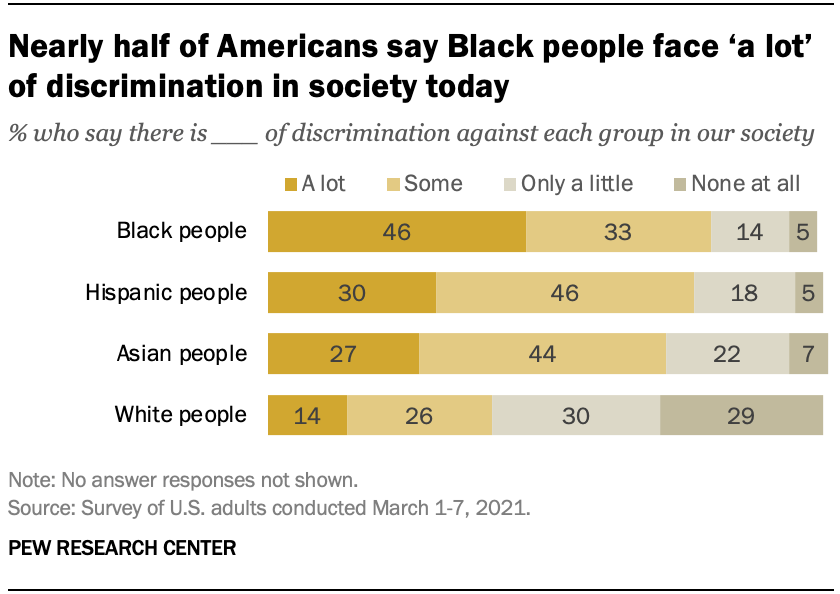 Nearly half of Americans say Black people face ‘a lot’
of discrimination in society today
% who say there is ___ of discrimination against each group in our society
A lot Some Only a little None at all
Black people 46 33 14 5
Hispanic people 30 46 18 5
Asian people 27 44 22 7
White people 14 26 30 29
Note: No answer responses not shown.
Source: Survey of U.S. adults conducted March 1-7, 2021.
PEW RESEARCH CENTER